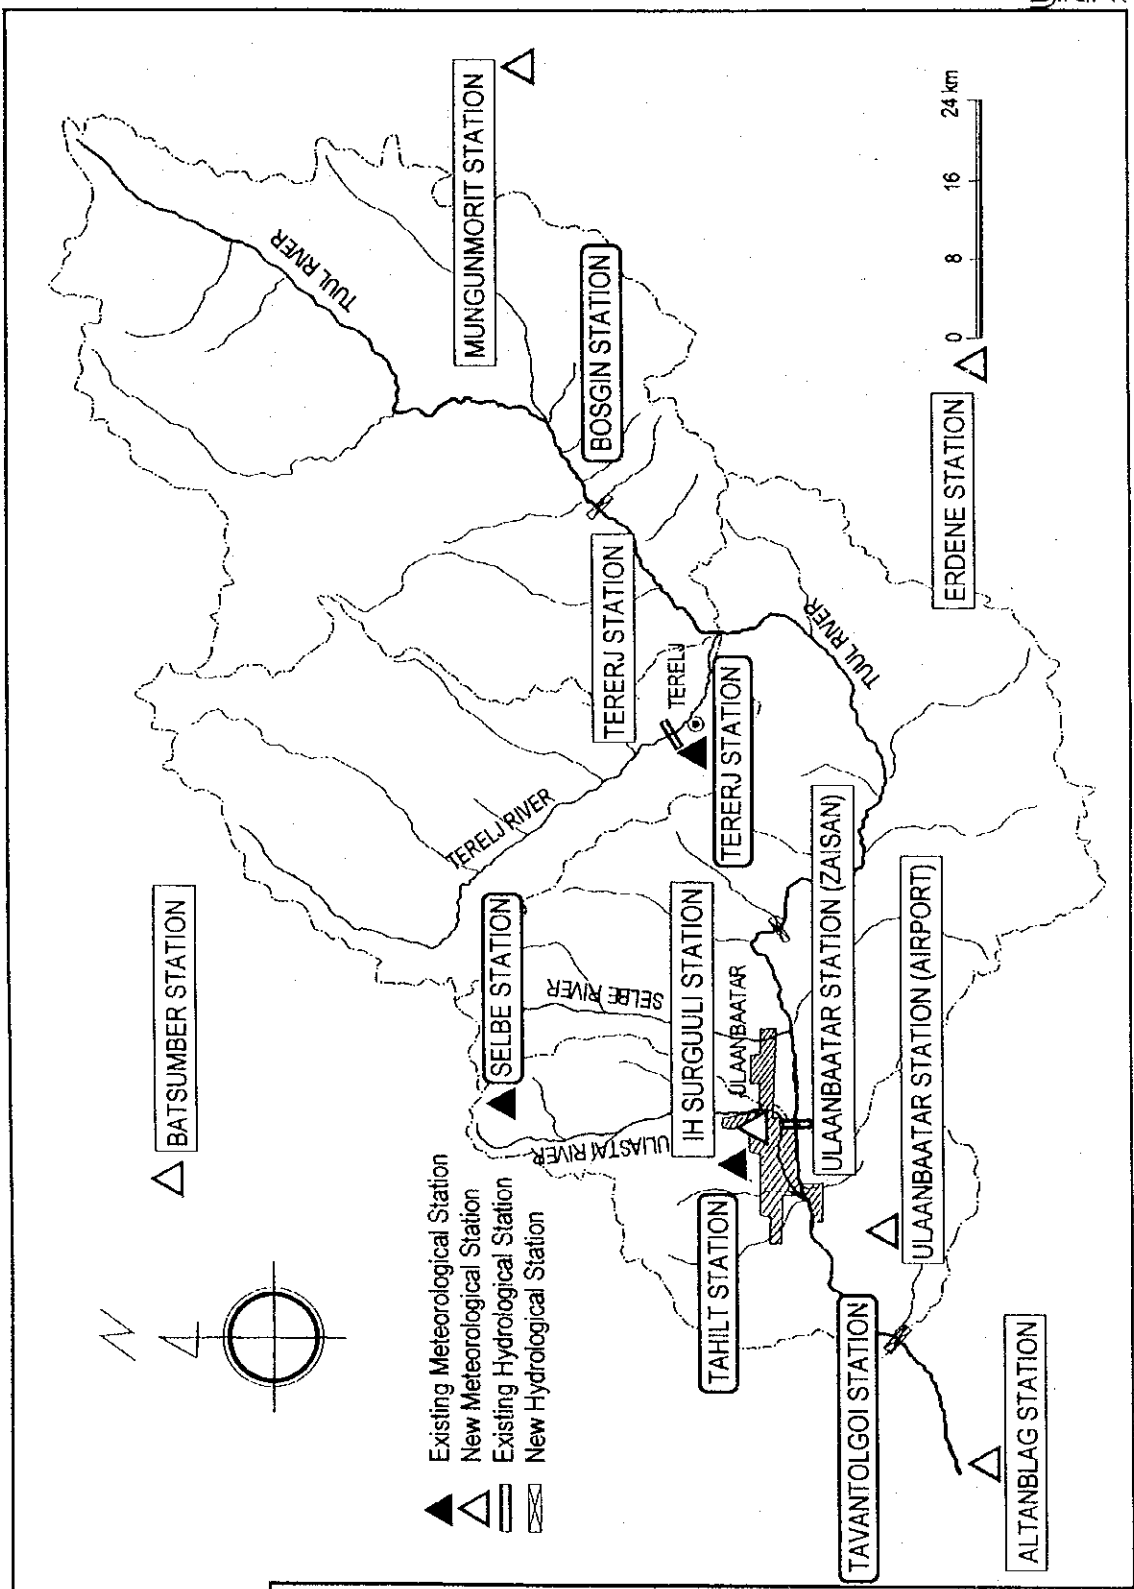 N
Existing Meteorological Station
New Meteorological Station
Existing Hydrological Station
New Hydrological Station
BATSUMBER STATION
MUNGUNMORIT STATION
TUUL RIVER
BOSGIN STATION
TERERJ STATION
TERELJ
TERELJ RIVER
TERERJ STATION
SELBE STATION
SELBE RIVER
ULIASTAI RIVER
IH SURGUULI STATION
ULAANBAATAR
TAHILT STATION
TUUL RIVER
ULAANBAATAR STATION (ZAISAN)
ULAANBAATAR STATION (AIRPORT)
ERDENE STATION
TAVANTOLGOI STATION
ALTANBLAG STATION
0 8 16 24 km